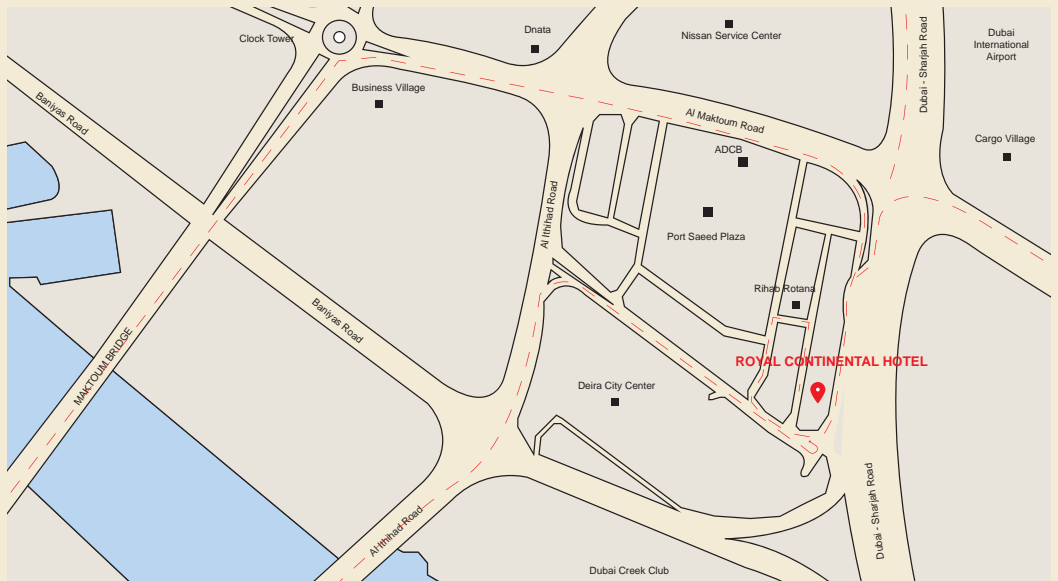 Clock Tower
Dnata
Nissan Service Center
Dubai - Sharjah Road
Dubai
International
Airport
Baniyas Road
Business Village
Al Maktoum Road
ADCB
Cargo Village
Al Ithihad Road
Port Saeed Plaza
Rihab Rotana
Baniyas Road
MAKTOUM BRIDGE
ROYAL CONTINENTAL HOTEL
Deira City Center
Al Ithihad Road
Dubai - Sharjah Road
Dubai Creek Club